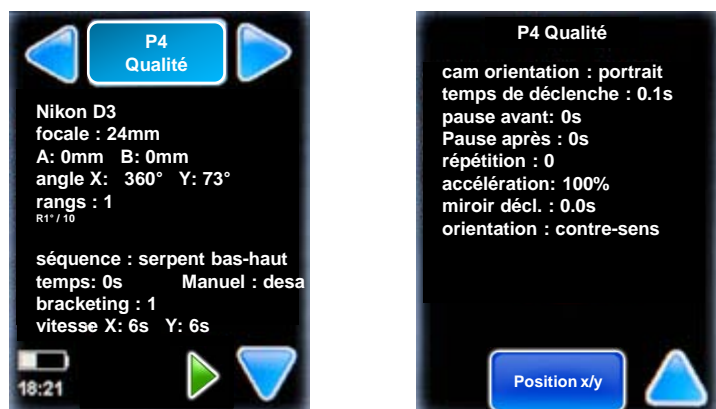 P4
Qualité
Nikon D3
focale : 24mm
A: 0mm B: 0mm
angle X: 360° Y: 73°
rangs : 1
R1° / 10
séquence : serpent bas-haut
temps: 0s Manuel : desa
bracketing : 1
vitesse X: 6s Y: 6s
18:21
P4 Qualité
cam orientation : portrait
temps de déclenche : 0.1s
pause avant: 0s
Pause après : 0s
répétition : 0
accélération: 100%
miroir décl. : 0.0s
orientation : contre-sens
Position x/y